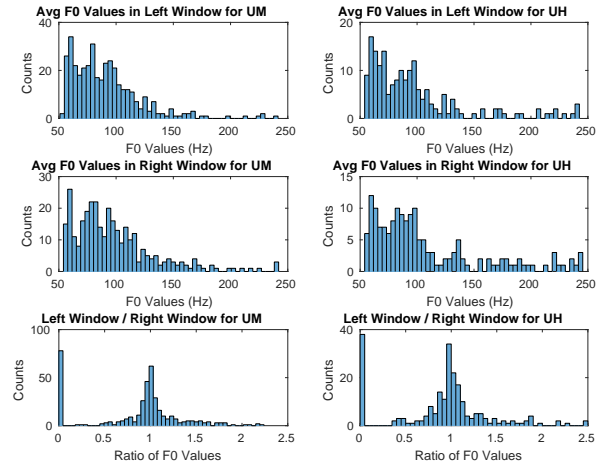 Avg F0 Values in Left Window for UM
40
20
0
Counts
50 100 150 200 250
F0 Values (Hz)
Avg F0 Values in Left Window for UH
20
10
0
Counts
50 100 150 200 250
F0 Values (Hz)
Avg F0 Values in Right Window for UM
30
20
10
0
Counts
50 100 150 200 250
F0 Values (Hz)
Avg F0 Values in Right Window for UH
15
10
5
0
Counts
50 100 150 200 250
F0 Values (Hz)
Left Window / Right Window for UM
100
50
0
Counts
0 0.5 1 1.5 2 2.5
Ratio of F0 Values
Left Window / Right Window for UH
40
20
0
Counts
0 0.5 1 1.5 2 2.5
Ratio of F0 Values